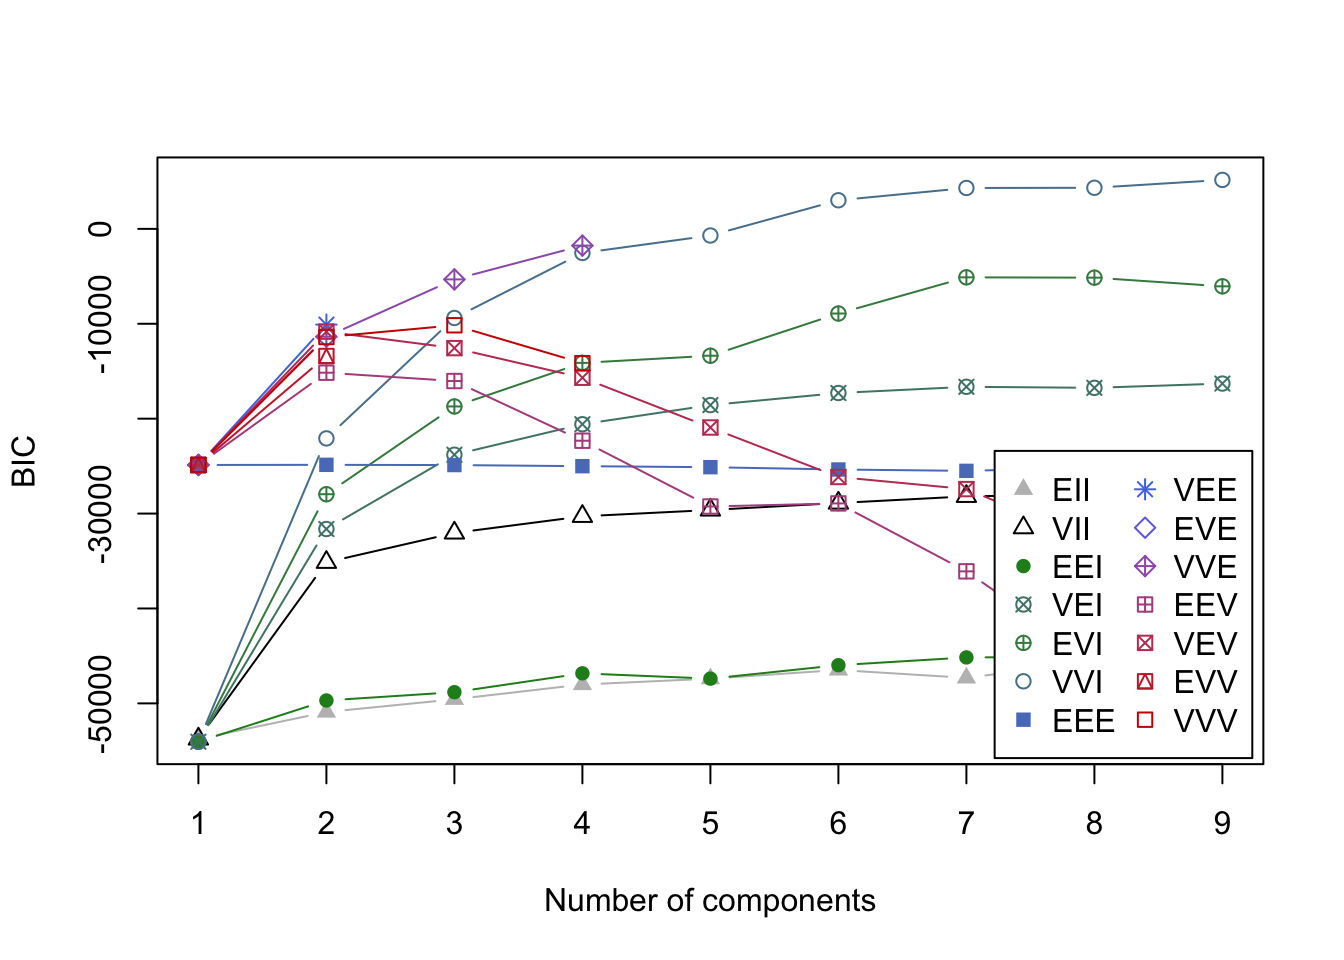 BIC
0
-10000
-30000
-50000
1 2 3 4 5 6 7 8 9
Number of components
EII VEE
VII EVE
EEI VVE
VEI EEV
EVI VEV
VVI EVV
EEE VVV